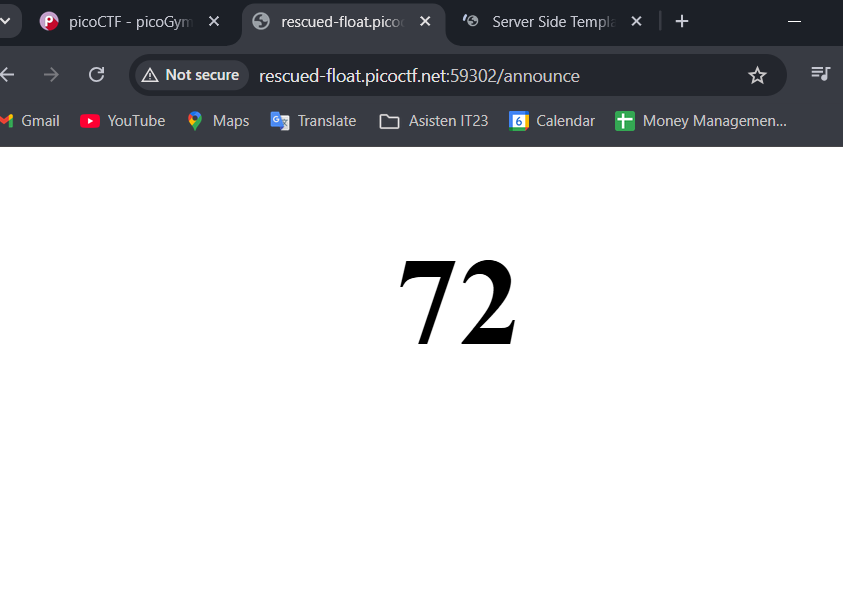 picoCTF - picoGym
rescued-float.picoc
Server Side Templa
Not secure
rescued-float.picoctf.net:59302/announce
Gmail
YouTube
Maps
Translate
Asisten IT23
6
Calendar
Money Managemen...
72